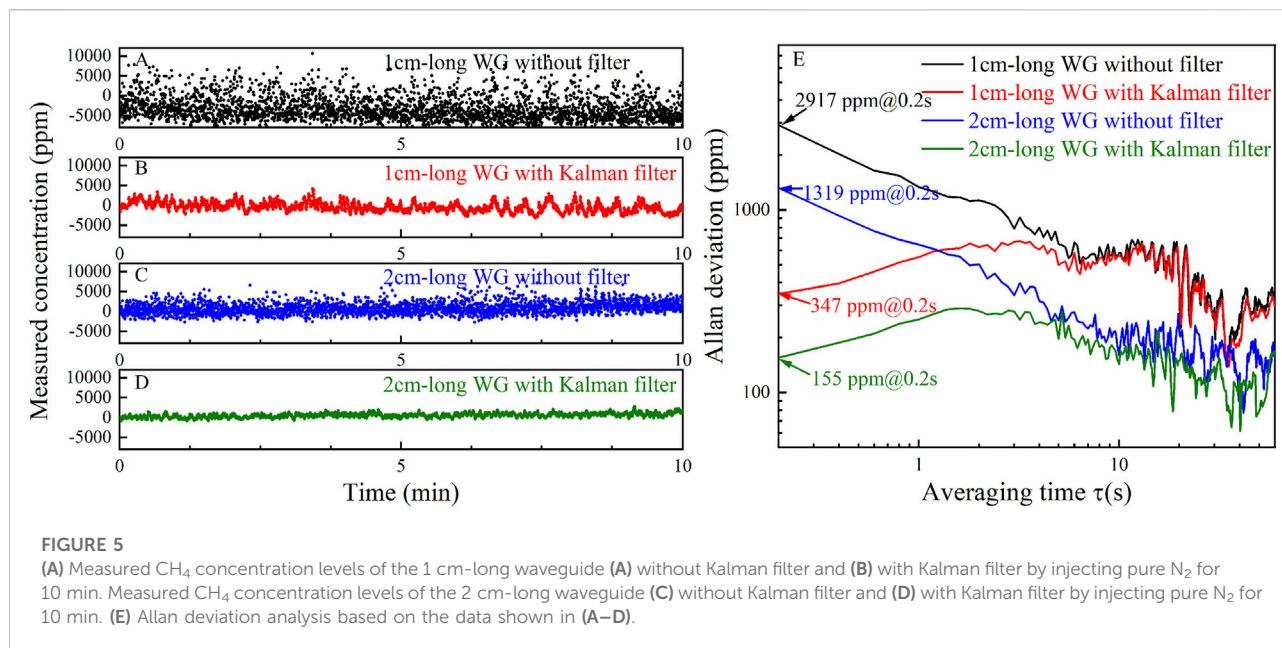 A
1cm-long WG without filter
10000
5000
0
-5000
0
5
10
B
1cm-long WG with Kalman filter
10000
5000
0
-5000
0
5
10
C
2cm-long WG without filter
10000
5000
0
-5000
0
5
10
D
2cm-long WG with Kalman filter
10000
5000
0
-5000
0
5
10
Measured concentration (ppm)
Time (min)
E
1cm-long WG without filter
1cm-long WG with Kalman filter
2cm-long WG without filter
2cm-long WG with Kalman filter
2917 ppm@0.2s
1319 ppm@0.2s
347 ppm@0.2s
155 ppm@0.2s
1000
100
1
10
Allan deviation (ppm)
Averaging time τ(s)
FIGURE 5
(A) Measured CH₄ concentration levels of the 1 cm-long waveguide (A) without Kalman filter and (B) with Kalman filter by injecting pure N₂ for
10 min. Measured CH₄ concentration levels of the 2 cm-long waveguide (C) without Kalman filter and (D) with Kalman filter by injecting pure N₂ for
10 min. (E) Allan deviation analysis based on the data shown in (A–D).